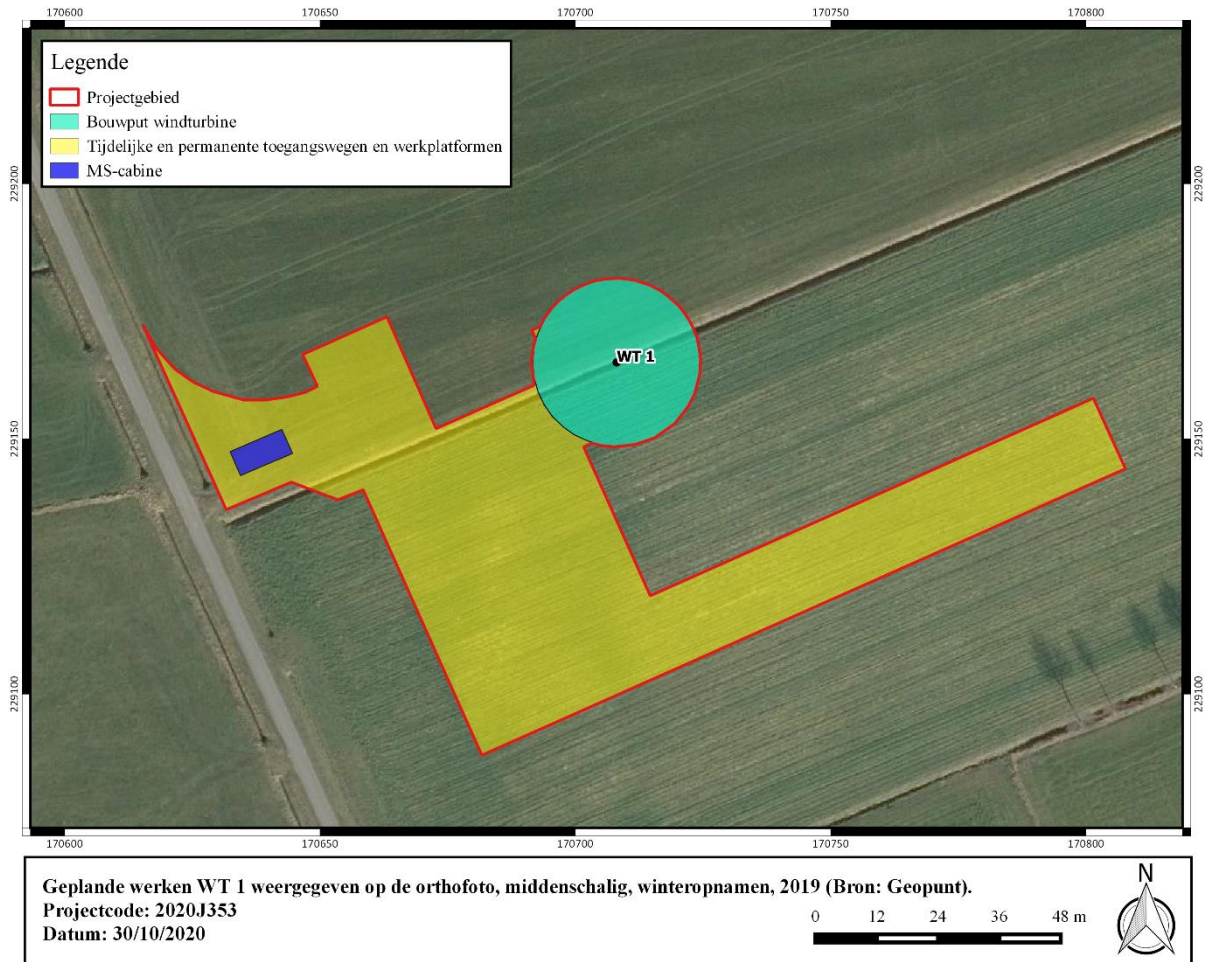 170600 170650 170700 170750 170800
Legende
Projectgebied
Bouwput windturbine
Tijdelijke en permanente toegangswegen en werkplatformen
MS-cabine
229200 229200
WT 1
229150 229150
229100 229100
170600 170650 170700 170750 170800
Geplande werken WT 1 weergegeven op de orthofoto, middenschalig, winteropnamen, 2019 (Bron: Geopunt).
Projectcode: 2020J353
Datum: 30/10/2020
0 12 24 36 48 m
N